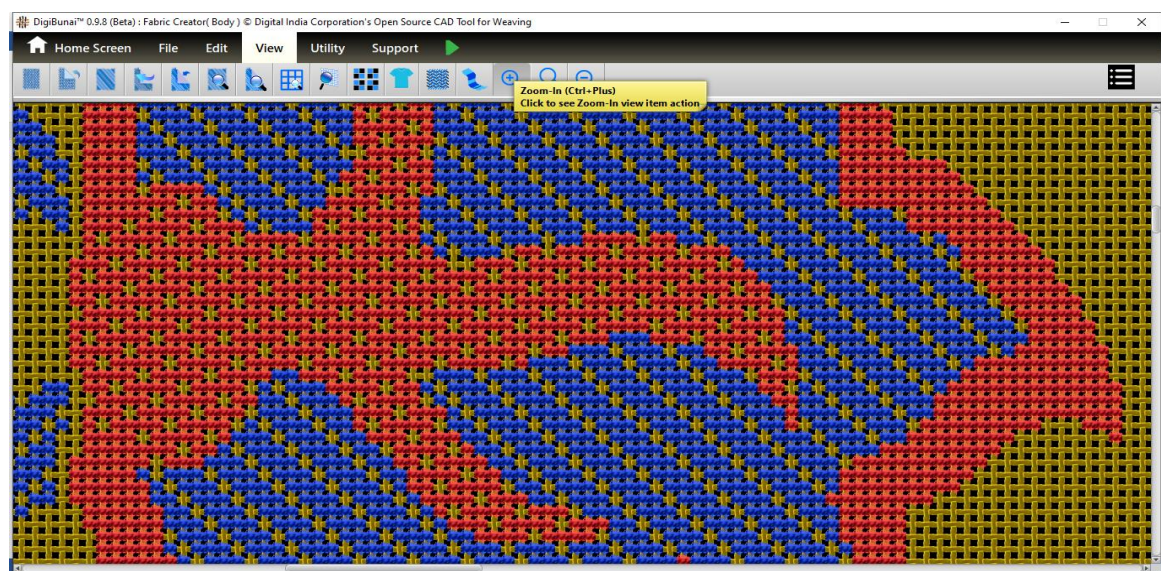 DigiBunai™ 0.9.8 (Beta) : Fabric Creator( Body ) © Digital India Corporation's Open Source CAD Tool for Weaving
Home Screen File Edit View Utility Support
Zoom-In (Ctrl+Plus)
Click to see Zoom-In view item action